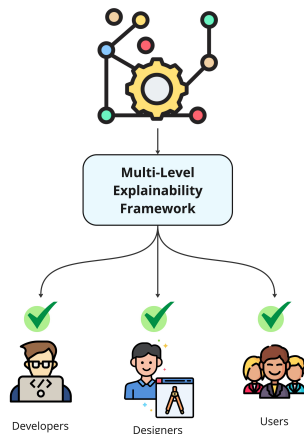 Multi-Level
Explainability
Framework
Developers
Designers
Users